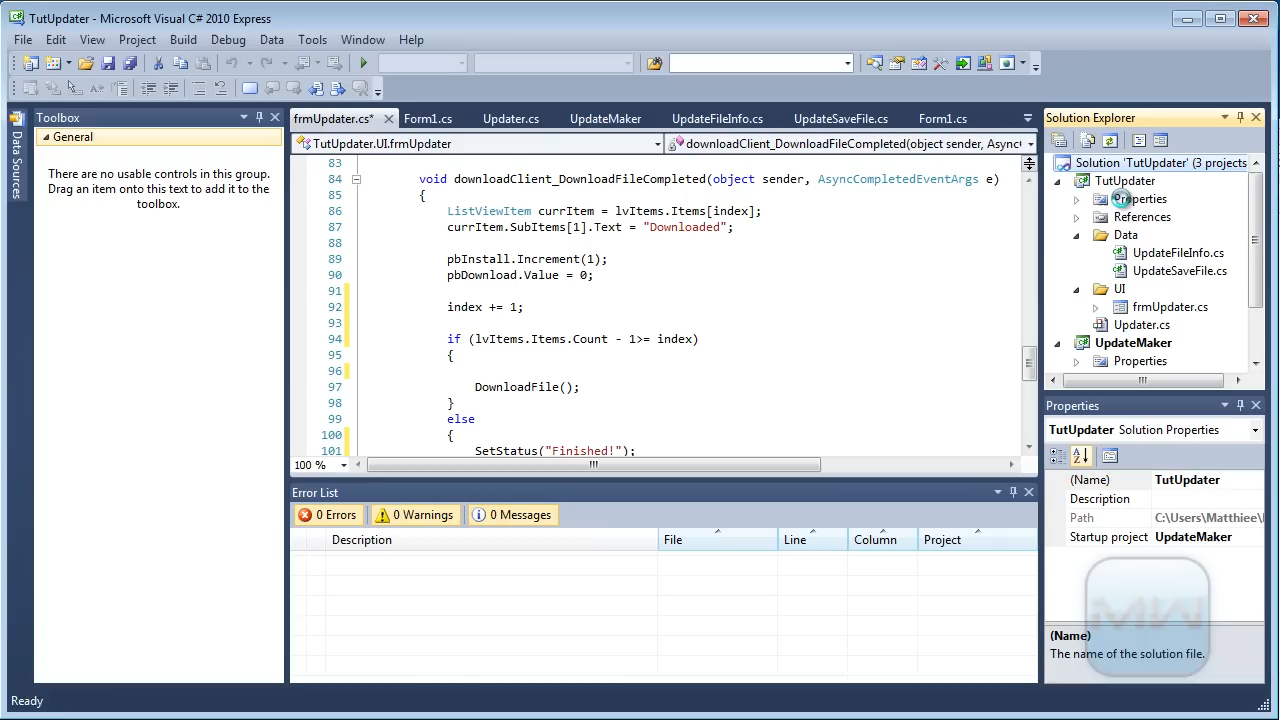 TutUpdater - Microsoft Visual C# 2010 Express
File Edit View Project Build Debug Data Tools Window Help
Data Sources
Toolbox
General
There are no usable controls in this group. Drag an item onto this text to add it to the toolbox.
frmUpdater.cs* Form1.cs Updater.cs UpdateMaker UpdateFileInfo.cs UpdateSaveFile.cs Form1.cs
TutUpdater.UI.frmUpdater downloadClient_DownloadFileCompleted(object sender, AsyncC
83
84 void downloadClient_DownloadFileCompleted(object sender, AsyncCompletedEventArgs e)
85 {
86 ListViewItem currItem = lvItems.Items[index];
87 currItem.SubItems[1].Text = "Downloaded";
88
89 pbInstall.Increment(1);
90 pbDownload.Value = 0;
91
92 index += 1;
93
94 if (lvItems.Items.Count - 1>= index)
95 {
96
97 DownloadFile();
98 }
99 else
100 {
101 SetStatus("Finished!");
100 %
Error List
0 Errors 0 Warnings 0 Messages
Description File Line Column Project
Solution Explorer
Solution 'TutUpdater' (3 projects
TutUpdater
Properties
References
Data
UpdateFileInfo.cs
UpdateSaveFile.cs
UI
frmUpdater.cs
Updater.cs
UpdateMaker
Properties
Properties
TutUpdater Solution Properties
(Name) TutUpdater
Description
Path C:\Users\Matthiee\
Startup project UpdateMaker
MW
(Name)
The name of the solution file.
Ready